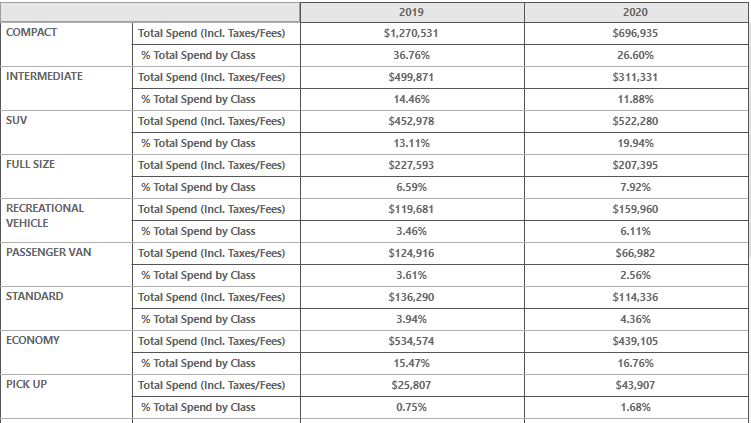 2019 2020
COMPACT Total Spend (Incl. Taxes/Fees) $1,270,531 $696,935
% Total Spend by Class 36.76% 26.60%
INTERMEDIATE Total Spend (Incl. Taxes/Fees) $499,871 $311,331
% Total Spend by Class 14.46% 11.88%
SUV Total Spend (Incl. Taxes/Fees) $452,978 $522,280
% Total Spend by Class 13.11% 19.94%
FULL SIZE Total Spend (Incl. Taxes/Fees) $227,593 $207,395
% Total Spend by Class 6.59% 7.92%
RECREATIONAL VEHICLE Total Spend (Incl. Taxes/Fees) $119,681 $159,960
% Total Spend by Class 3.46% 6.11%
PASSENGER VAN Total Spend (Incl. Taxes/Fees) $124,916 $66,982
% Total Spend by Class 3.61% 2.56%
STANDARD Total Spend (Incl. Taxes/Fees) $136,290 $114,336
% Total Spend by Class 3.94% 4.36%
ECONOMY Total Spend (Incl. Taxes/Fees) $534,574 $439,105
% Total Spend by Class 15.47% 16.76%
PICK UP Total Spend (Incl. Taxes/Fees) $25,807 $43,907
% Total Spend by Class 0.75% 1.68%